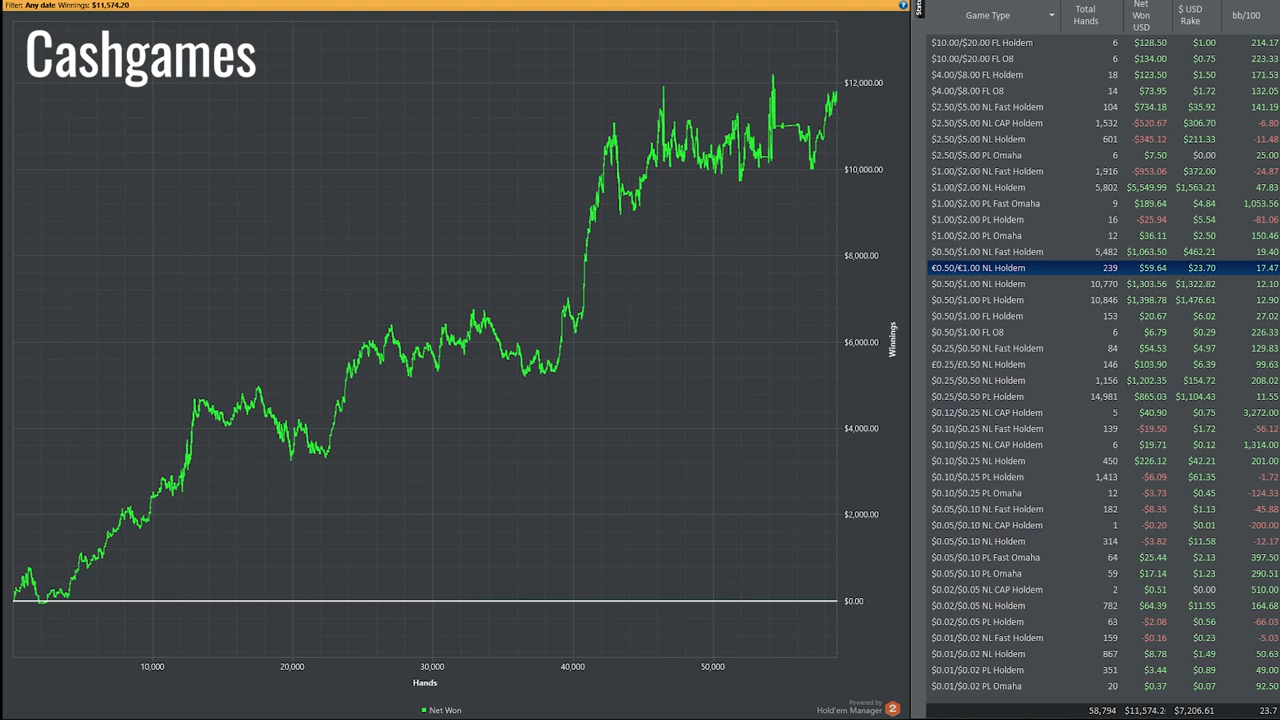 Filter: Any date Winnings: $11,574.20
Cashgames
$12,000.00
$10,000.00
$8,000.00
$6,000.00
$4,000.00
$2,000.00
$0.00
Winnings
10,000 20,000 30,000 40,000 50,000
Hands
Net Won
Powered by
Hold'em Manager 2
Game Type Total Hands Net Won USD $ USD Rake bb/100
$10.00/$20.00 FL Holdem 6 $128.50 $1.00 214.17
$10.00/$20.00 FL O8 6 $134.00 $0.75 223.33
$4.00/$8.00 FL Holdem 18 $123.50 $1.50 171.53
$4.00/$8.00 FL O8 14 $73.95 $1.72 132.05
$2.50/$5.00 NL Fast Holdem 104 $734.18 $35.92 141.19
$2.50/$5.00 NL CAP Holdem 1,532 -$520.67 $306.70 -6.80
$2.50/$5.00 NL Holdem 601 -$345.12 $211.33 -11.48
$2.50/$5.00 PL Omaha 6 $7.50 $0.00 25.00
$1.00/$2.00 NL Fast Holdem 1,916 -$953.06 $372.00 -24.87
$1.00/$2.00 NL Holdem 5,802 $5,549.99 $1,563.21 47.83
$1.00/$2.00 PL Fast Omaha 9 $189.64 $4.84 1,053.56
$1.00/$2.00 PL Holdem 16 -$25.94 $5.54 -81.06
$1.00/$2.00 PL Omaha 12 $36.11 $2.50 150.46
$0.50/$1.00 NL Fast Holdem 5,482 $1,063.50 $462.21 19.40
€0.50/€1.00 NL Holdem 239 $59.64 $23.70 17.47
$0.50/$1.00 NL Holdem 10,770 $1,303.56 $1,322.82 12.10
$0.50/$1.00 PL Holdem 10,846 $1,398.78 $1,476.61 12.90
$0.50/$1.00 FL Holdem 153 $20.67 $6.02 27.02
$0.50/$1.00 FL O8 6 $6.73 $0.29 226.33
$0.25/$0.50 NL Fast Holdem 84 $54.53 $4.97 129.83
£0.25/£0.50 NL Holdem 146 $103.90 $6.39 99.63
$0.25/$0.50 NL Holdem 1,156 $1,202.35 $154.72 208.02
$0.25/$0.50 PL Holdem 14,981 $865.03 $1,104.43 11.55
$0.12/$0.25 NL CAP Holdem 5 $40.90 $0.75 3,272.00
$0.10/$0.25 NL Fast Holdem 139 -$19.50 $1.72 -56.12
$0.10/$0.25 NL CAP Holdem 6 $19.71 $0.12 1,314.00
$0.10/$0.25 NL Holdem 450 $226.12 $42.21 201.00
$0.10/$0.25 PL Holdem 1,413 -$6.09 $61.35 -1.72
$0.10/$0.25 PL Omaha 12 -$3.73 $0.45 -124.33
$0.05/$0.10 NL Fast Holdem 182 -$8.35 $1.13 -45.88
$0.05/$0.10 NL CAP Holdem 1 -$0.20 $0.01 -200.00
$0.05/$0.10 NL Holdem 314 -$3.82 $11.58 -12.17
$0.05/$0.10 PL Fast Omaha 64 $25.44 $2.13 397.50
$0.05/$0.10 PL Omaha 59 $17.14 $1.23 290.51
$0.02/$0.05 NL CAP Holdem 2 $0.51 $0.00 510.00
$0.02/$0.05 NL Holdem 782 $64.39 $11.55 164.68
$0.02/$0.05 PL Holdem 63 -$2.08 $0.56 -66.03
$0.01/$0.02 NL Fast Holdem 159 -$0.16 $0.23 -5.03
$0.01/$0.02 NL Holdem 867 $8.78 $1.49 50.63
$0.01/$0.02 PL Holdem 351 $3.44 $0.89 49.00
$0.01/$0.02 PL Omaha 20 $0.37 $0.07 92.50
58,794 $11,574.2 $7,206.61 23.7